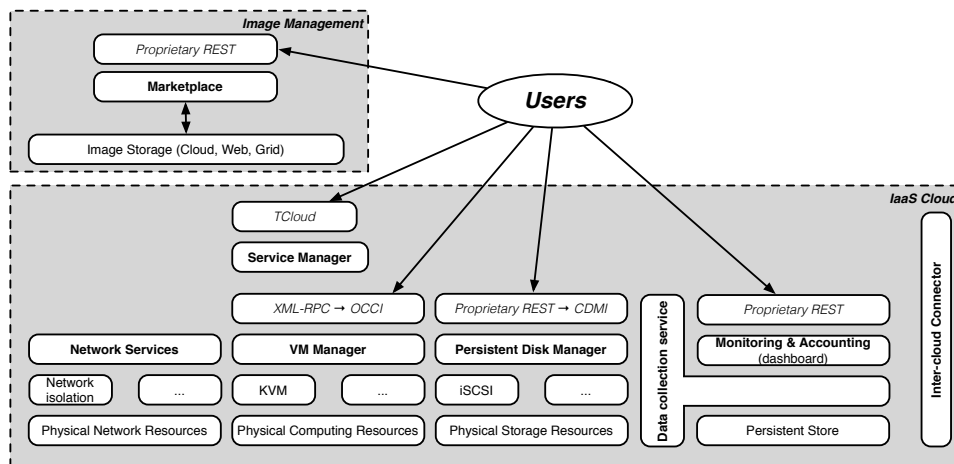 Image Management
Proprietary REST
Marketplace
Image Storage (Cloud, Web, Grid)
Users
IaaS Cloud
TCloud
Service Manager
XML-RPC → OCCI
Proprietary REST → CDMI
Proprietary REST
Network Services
VM Manager
Persistent Disk Manager
Monitoring & Accounting
(dashboard)
Network
isolation
...
KVM
...
iSCSI
...
Physical Network Resources
Physical Computing Resources
Physical Storage Resources
Data collection service
Persistent Store
Inter-cloud Connector